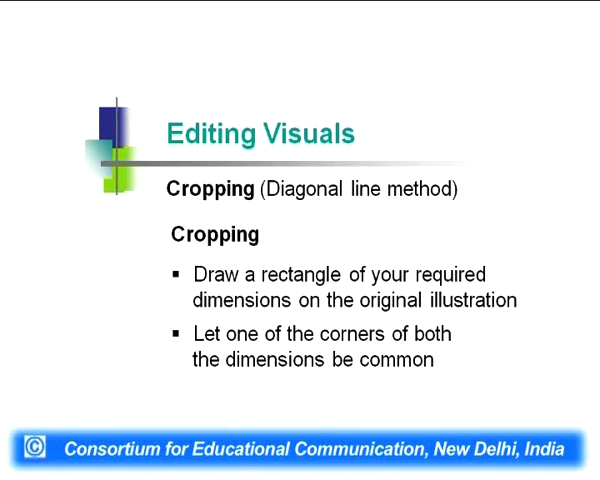 Editing Visuals
Cropping (Diagonal line method)
Cropping
▪ Draw a rectangle of your required
dimensions on the original illustration
▪ Let one of the corners of both
the dimensions be common
© Consortium for Educational Communication, New Delhi, India